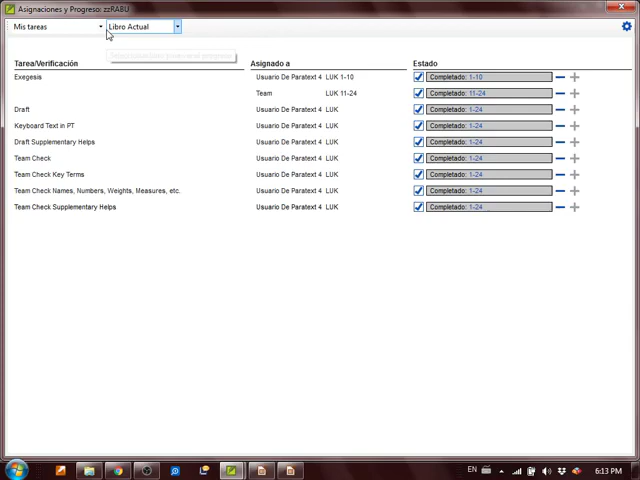 Asignaciones y Progreso: zzRABU
Mis tareas Libro Actual
Tarea/Verificación Asignado a Estado
Exegesis Usuario De Paratext 4 LUK 1-10 Completado: 1-10
Team LUK 11-24 Completado: 11-24
Draft Usuario De Paratext 4 LUK Completado: 1-24
Keyboard Text in PT Usuario De Paratext 4 LUK Completado: 1-24
Draft Supplementary Helps Usuario De Paratext 4 LUK Completado: 1-24
Team Check Usuario De Paratext 4 LUK Completado: 1-24
Team Check Key Terms Usuario De Paratext 4 LUK Completado: 1-24
Team Check Names, Numbers, Weights, Measures, etc. Usuario De Paratext 4 LUK Completado: 1-24
Team Check Supplementary Helps Usuario De Paratext 4 LUK Completado: 1-24
EN 6:13 PM